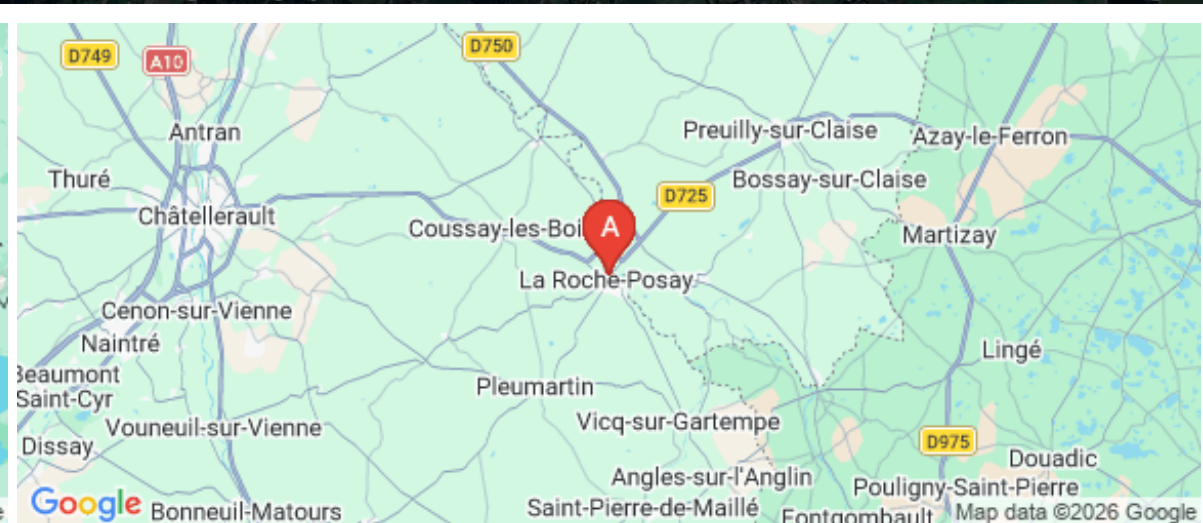 D749
A10
D750
Antran
Preuilly-sur-Claise
Azay-le-Ferron
Thuré
Bossay-sur-Claise
D725
Châtellerault
Coussay-les-Boi
A
Martizay
La Roche-Posay
Cenon-sur-Vienne
Naintré
Lingé
Beaumont
Saint-Cyr
Pleumartin
Vouneuil-sur-Vienne
Vicq-sur-Gartempe
Dissay
D975
Douadic
Angles-sur-l'Anglin
Pouligny-Saint-Pierre
Google
Bonneuil-Matours
Saint-Pierre-de-Maillé
Fontgombault
Map data ©2026 Google